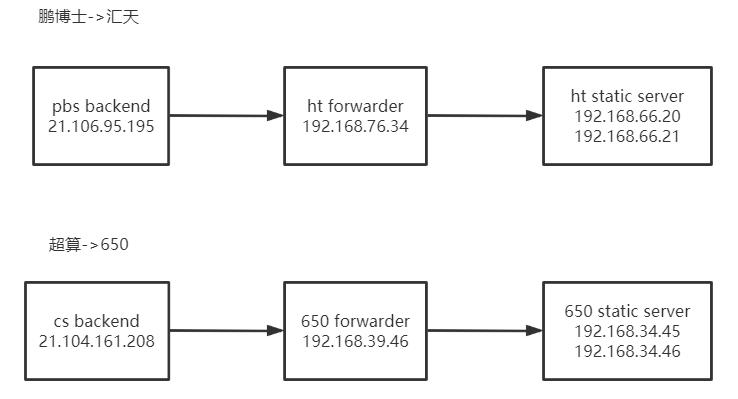 鹏博士->汇天
pbs backend
21.106.95.195
ht forwarder
192.168.76.34
ht static server
192.168.66.20
192.168.66.21
超算->650
cs backend
21.104.161.208
650 forwarder
192.168.39.46
650 static server
192.168.34.45
192.168.34.46